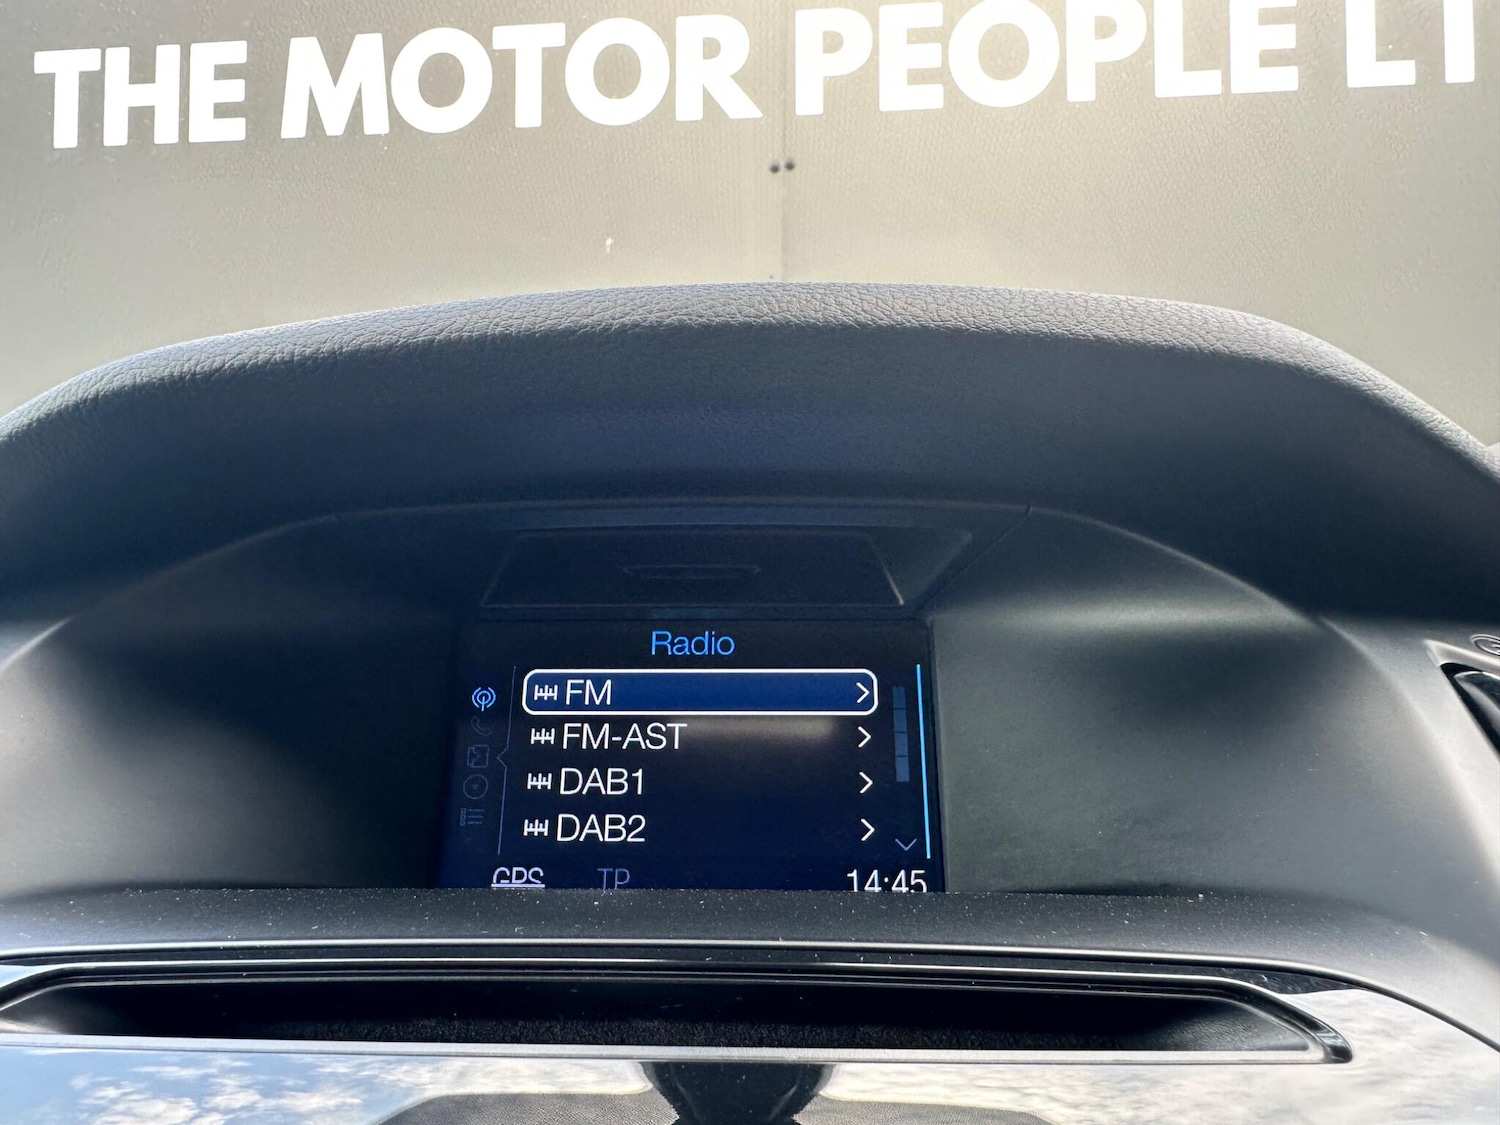 THE MOTOR PEOPLE LT
Radio
FM
FM-AST
DAB1
DAB2
GPS TP 14:45